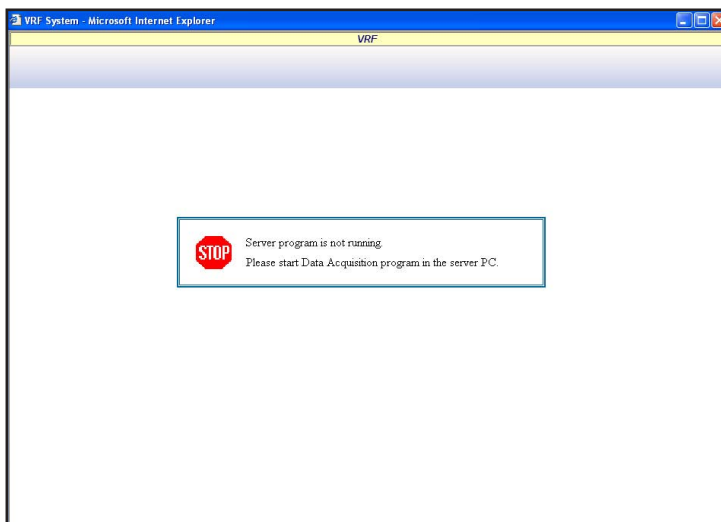 VRF System - Microsoft Internet Explorer
VRF
STOP
Server program is not running.
Please start Data Acquisition program in the server PC.